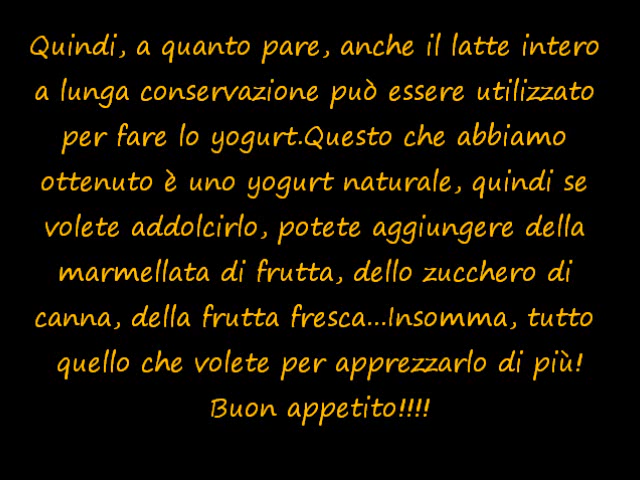 Quindi, a quanto pare, anche il latte intero
a lunga conservazione può essere utilizzato
per fare lo yogurt.Questo che abbiamo
ottenuto è uno yogurt naturale, quindi se
volete addolcirlo, potete aggiungere della
marmellata di frutta, dello zucchero di
canna, della frutta fresca...Insomma, tutto
quello che volete per apprezzarlo di più!
Buon appetito!!!!